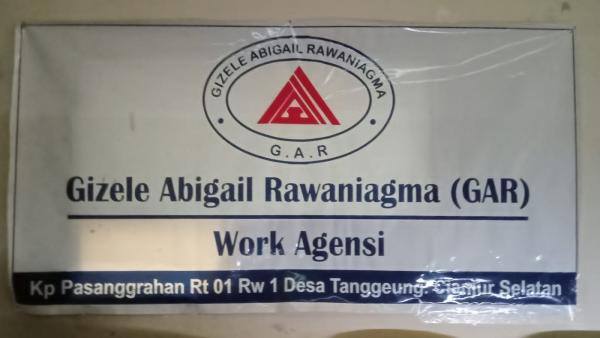 GIZELE ABIGAIL RAWANIAGMA
G.A.R
Gizele Abigail Rawaniagma (GAR)
Work Agensi
Kp Pasanggrahan Rt 01 Rw 1 Desa Tanggeung. Cianjur Selatan